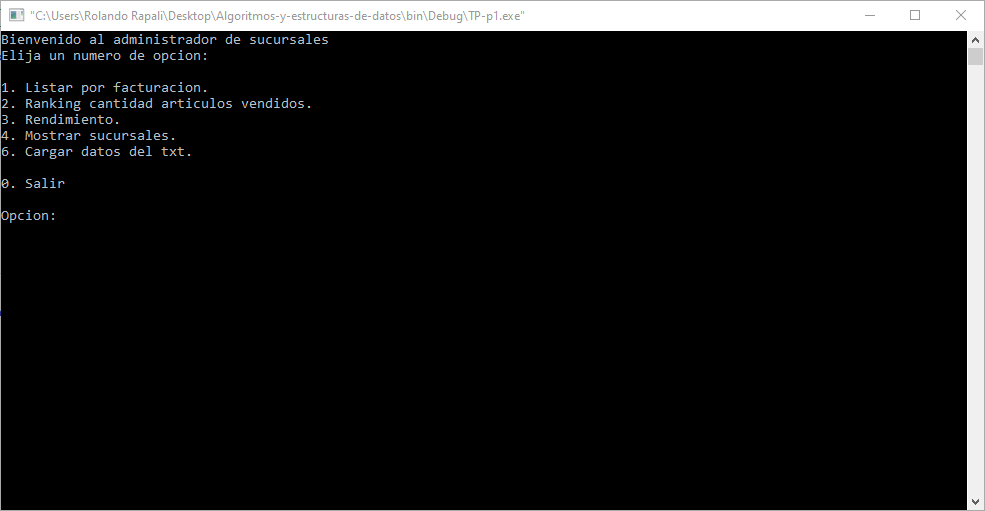 "C:\Users\Rolando Rapali\Desktop\Algoritmos-y-estructuras-de-datos\bin\Debug\TP-p1.exe"
Bienvenido al administrador de sucursales
Elija un numero de opcion:
1. Listar por facturacion.
2. Ranking cantidad articulos vendidos.
3. Rendimiento.
4. Mostrar sucursales.
6. Cargar datos del txt.
0. Salir
Opcion: